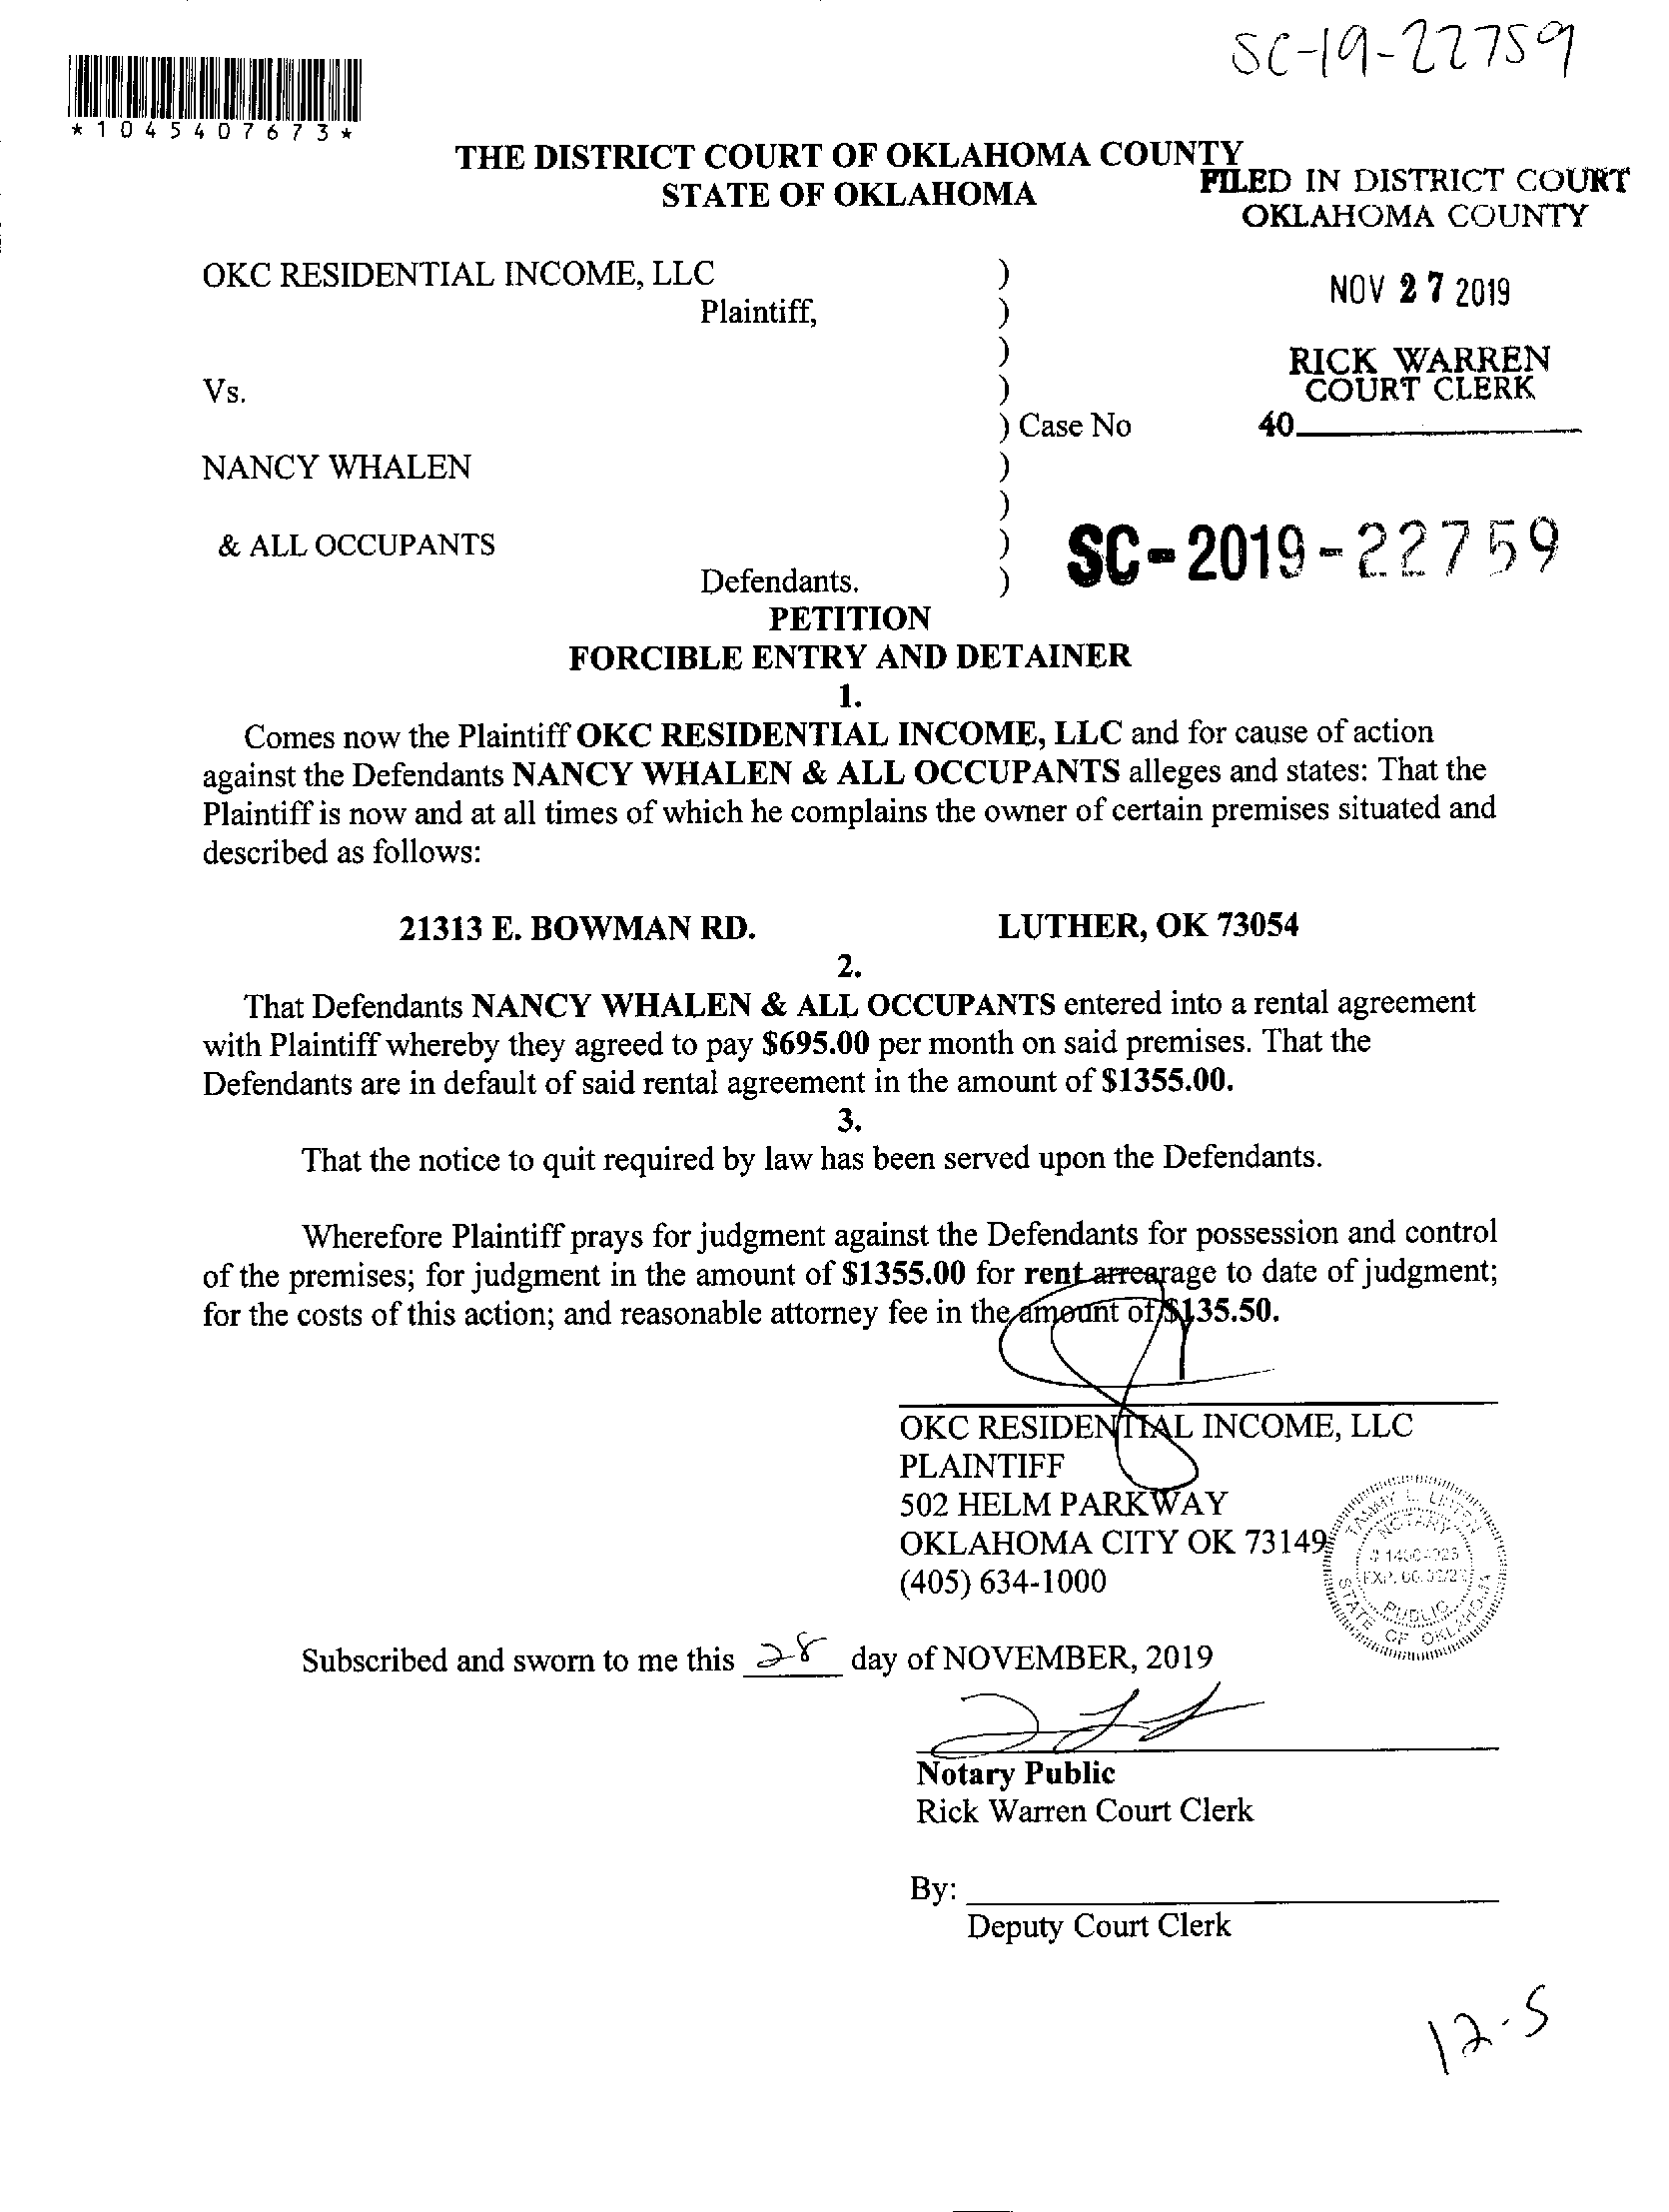 SC-19-22759
*1045407673*
THE DISTRICT COURT OF OKLAHOMA COUNTY
STATE OF OKLAHOMA
FILED IN DISTRICT COURT
OKLAHOMA COUNTY
OKC RESIDENTIAL INCOME, LLC )
Plaintiff, )
NOV 27 2019
)
RICK WARREN
COURT CLERK
Vs. )
) Case No 40
NANCY WHALEN )
)
& ALL OCCUPANTS ) SC-2019-22759
Defendants. )
PETITION
FORCIBLE ENTRY AND DETAINER
1.
Comes now the Plaintiff OKC RESIDENTIAL INCOME, LLC and for cause of action
against the Defendants NANCY WHALEN & ALL OCCUPANTS alleges and states: That the
Plaintiff is now and at all times of which he complains the owner of certain premises situated and
described as follows:
21313 E. BOWMAN RD. LUTHER, OK 73054
2.
That Defendants NANCY WHALEN & ALL OCCUPANTS entered into a rental agreement
with Plaintiff whereby they agreed to pay $695.00 per month on said premises. That the
Defendants are in default of said rental agreement in the amount of $1355.00.
3.
That the notice to quit required by law has been served upon the Defendants.
Wherefore Plaintiff prays for judgment against the Defendants for possession and control
of the premises; for judgment in the amount of $1355.00 for rent arrearage to date of judgment;
for the costs of this action; and reasonable attorney fee in the amount of $135.50.
OKC RESIDENTIAL INCOME, LLC
PLAINTIFF
502 HELM PARKWAY
OKLAHOMA CITY OK 73149
(405) 634-1000
TAMMY L.
NOTARY
EXP.
PUBLIC
STATE OF OKLAHOMA
Subscribed and sworn to me this 28 day of NOVEMBER, 2019
Notary Public
Rick Warren Court Clerk
By:
Deputy Court Clerk
12-5